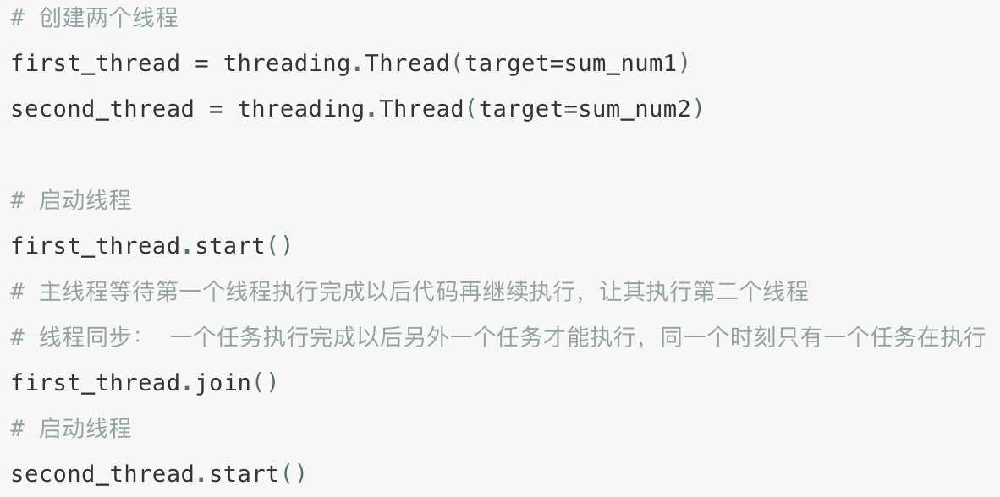 # 创建两个线程
first_thread = threading.Thread(target=sum_num1)
second_thread = threading.Thread(target=sum_num2)
# 启动线程
first_thread.start()
# 主线程等待第一个线程执行完成以后代码再继续执行，让其执行第二个线程
# 线程同步： 一个任务执行完成以后另外一个任务才能执行，同一个时刻只有一个任务在执行
first_thread.join()
# 启动线程
second_thread.start()